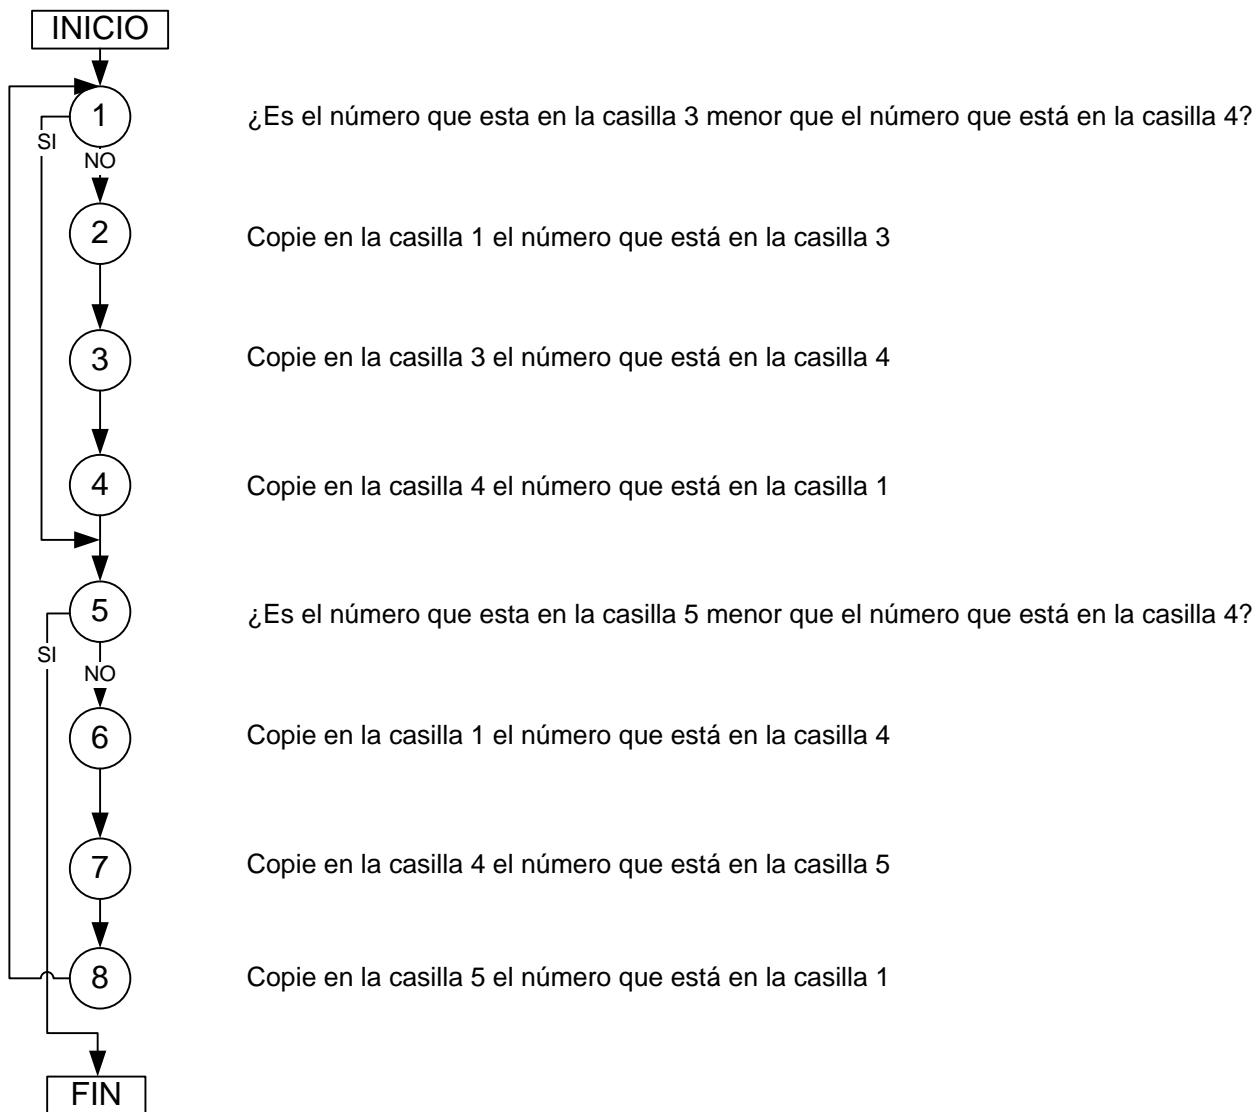 INICIO
1
¿Es el número que esta en la casilla 3 menor que el número que está en la casilla 4?
SI
NO
2
Copie en la casilla 1 el número que está en la casilla 3
3
Copie en la casilla 3 el número que está en la casilla 4
4
Copie en la casilla 4 el número que está en la casilla 1
5
¿Es el número que esta en la casilla 5 menor que el número que está en la casilla 4?
SI
NO
6
Copie en la casilla 1 el número que está en la casilla 4
7
Copie en la casilla 4 el número que está en la casilla 5
8
Copie en la casilla 5 el número que está en la casilla 1
FIN